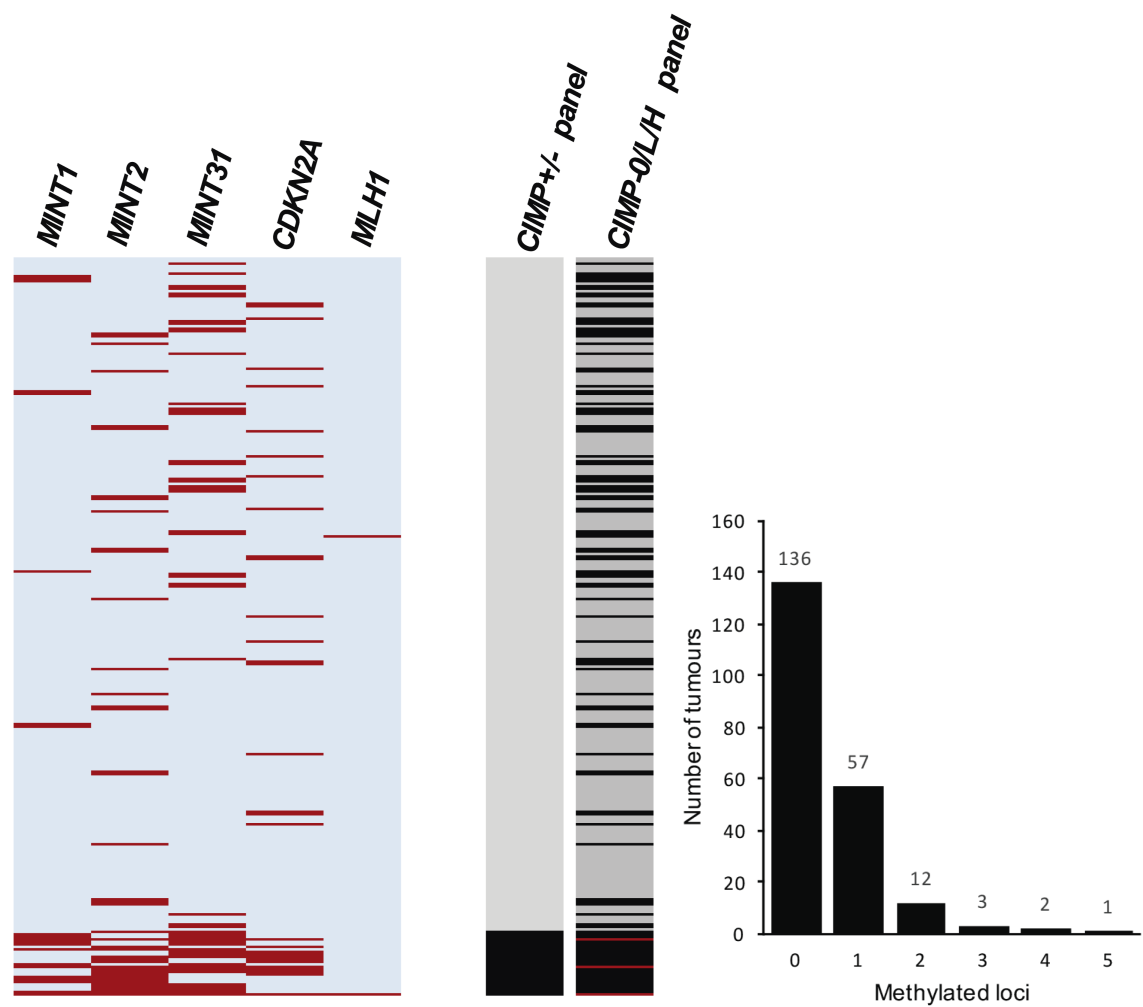 MINT1
MINT2
MINT31
CDKN2A
MLH1
CIMP+/- panel
CIMP-0/L/H panel
Number of tumours
160
140
120
100
80
60
40
20
0
136
57
12
3
2
1
0 1 2 3 4 5
Methylated loci